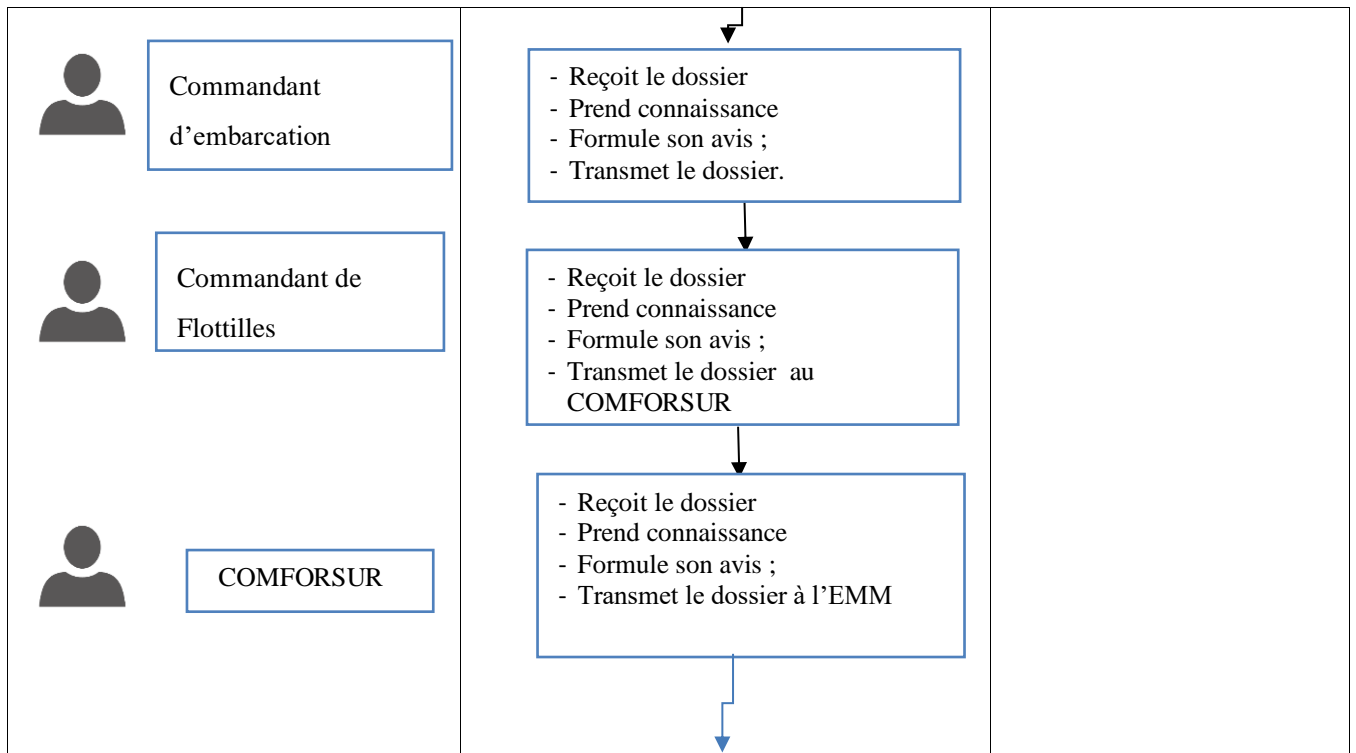 Commandant
d’embarcation
- Reçoit le dossier
- Prend connaissance
- Formule son avis ;
- Transmet le dossier.
Commandant de
Flottilles
- Reçoit le dossier
- Prend connaissance
- Formule son avis ;
- Transmet le dossier au
COMFORSUR
COMFORSUR
- Reçoit le dossier
- Prend connaissance
- Formule son avis ;
- Transmet le dossier à l’EMM